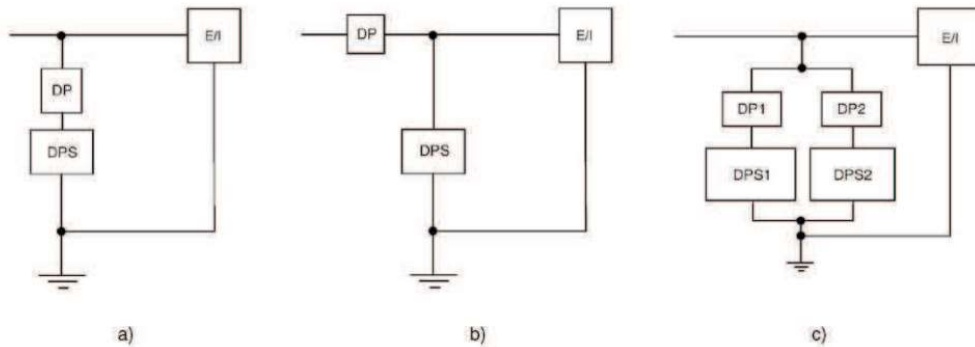 E/I
DP
DPS
a)
DP
E/I
DPS
b)
E/I
DP1 DP2
DPS1 DPS2
c)